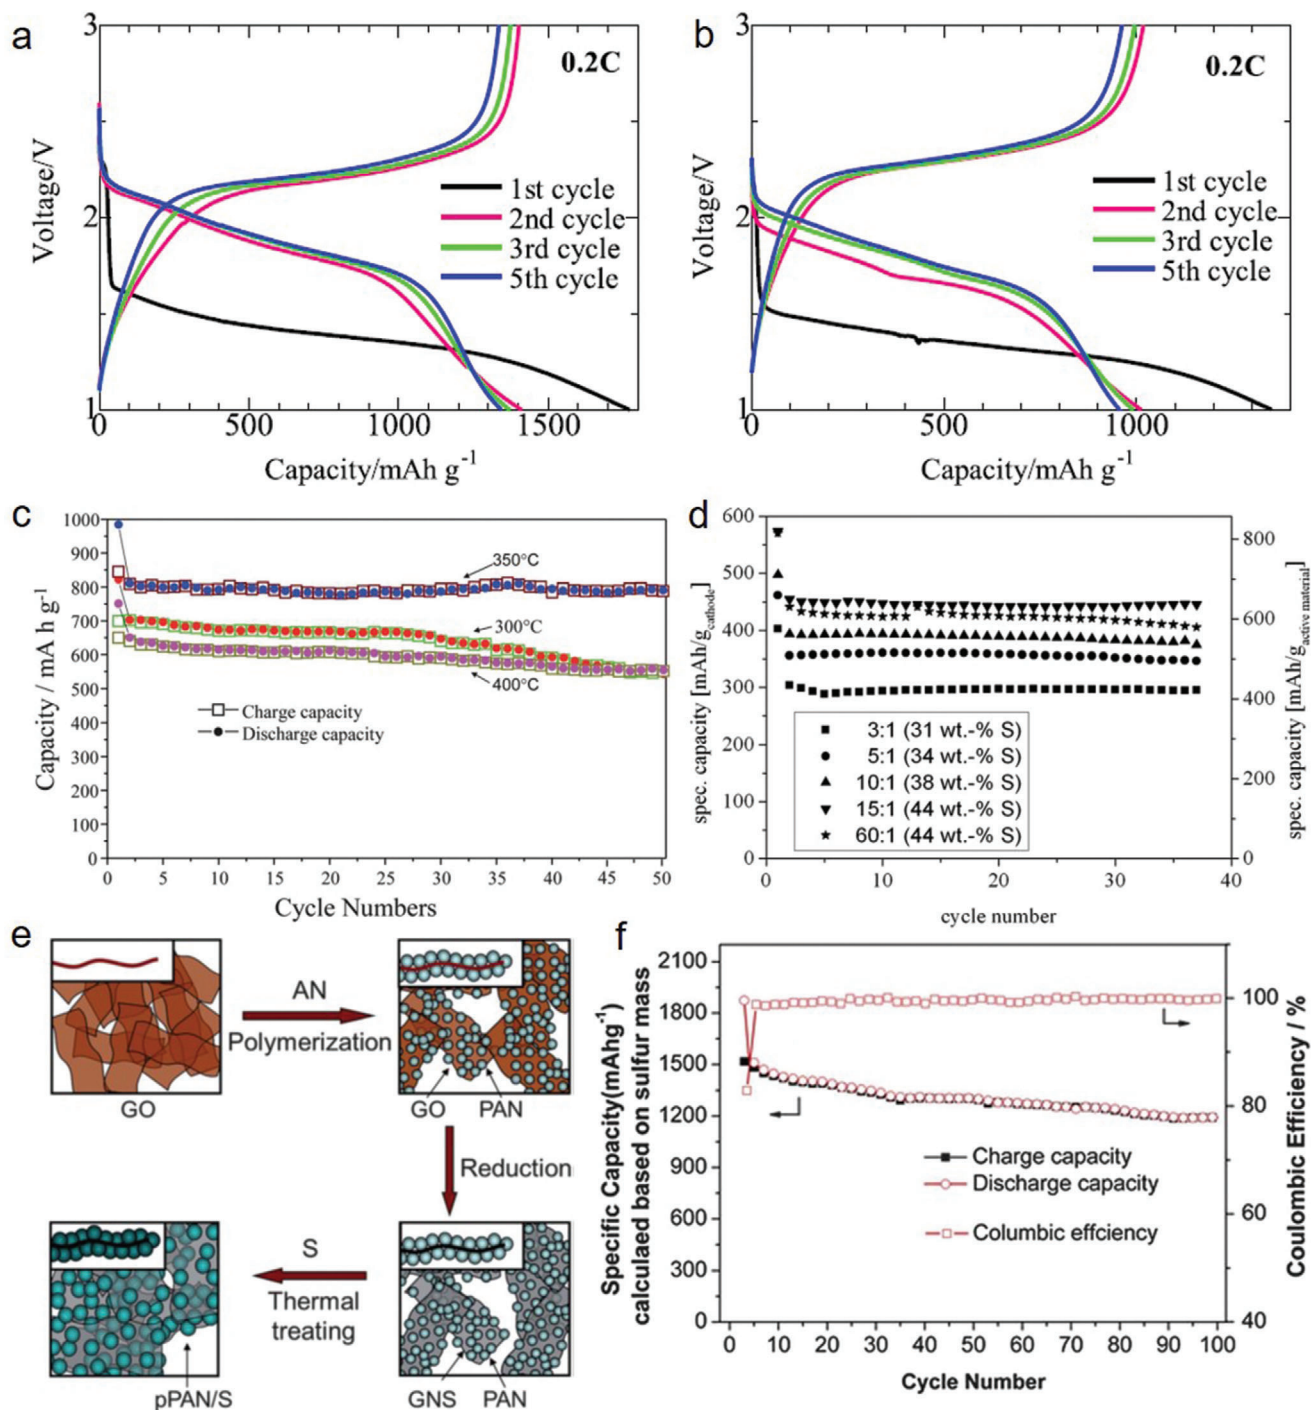 a
3
2
1
Voltage/V
0.2C
1st cycle
2nd cycle
3rd cycle
5th cycle
0
500
1000
1500
Capacity/mAh g-1
b
3
2
1
Voltage/V
0.2C
1st cycle
2nd cycle
3rd cycle
5th cycle
0
500
1000
Capacity/mAh g-1
c
1000
900
800
700
600
500
400
300
200
100
0
Capacity / mA h g-1
350°C
300°C
400°C
Charge capacity
Discharge capacity
0 5 10 15 20 25 30 35 40 45 50
Cycle Numbers
d
600
500
400
300
200
100
0
spec. capacity [mAh/gcathode]
3:1 (31 wt.-% S)
5:1 (34 wt.-% S)
10:1 (38 wt.-% S)
15:1 (44 wt.-% S)
60:1 (44 wt.-% S)
800
600
400
200
0
spec. capacity [mAh/gactive material]
0 10 20 30 40
cycle number
e
AN
Polymerization
GO
GO PAN
Reduction
S
Thermal
treating
pPAN/S
GNS PAN
f
2100
1800
1500
1200
900
600
300
0
Specific Capacity(mAhg-1)
calculaed based on sulfur mass
Charge capacity
Discharge capacity
Columbic effciency
100
80
60
40
Coulombic Efficiency / %
0 10 20 30 40 50 60 70 80 90 100
Cycle Number